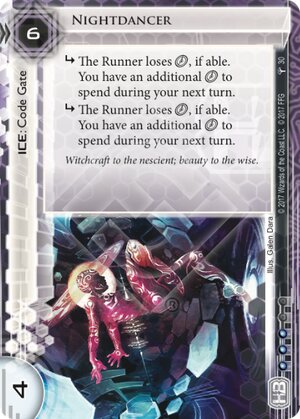 6
NIGHTDANCER
ICE: Code Gate
↳ The Runner loses 🕗, if able.
You have an additional 🕗 to
spend during your next turn.
↳ The Runner loses 🕗, if able.
You have an additional 🕗 to
spend during your next turn.
Witchcraft to the nescient; beauty to the wise.
30
© 2017 Wizards of the Coast LLC. © 2017 FFG
Illus. Galen Dara
4
HB